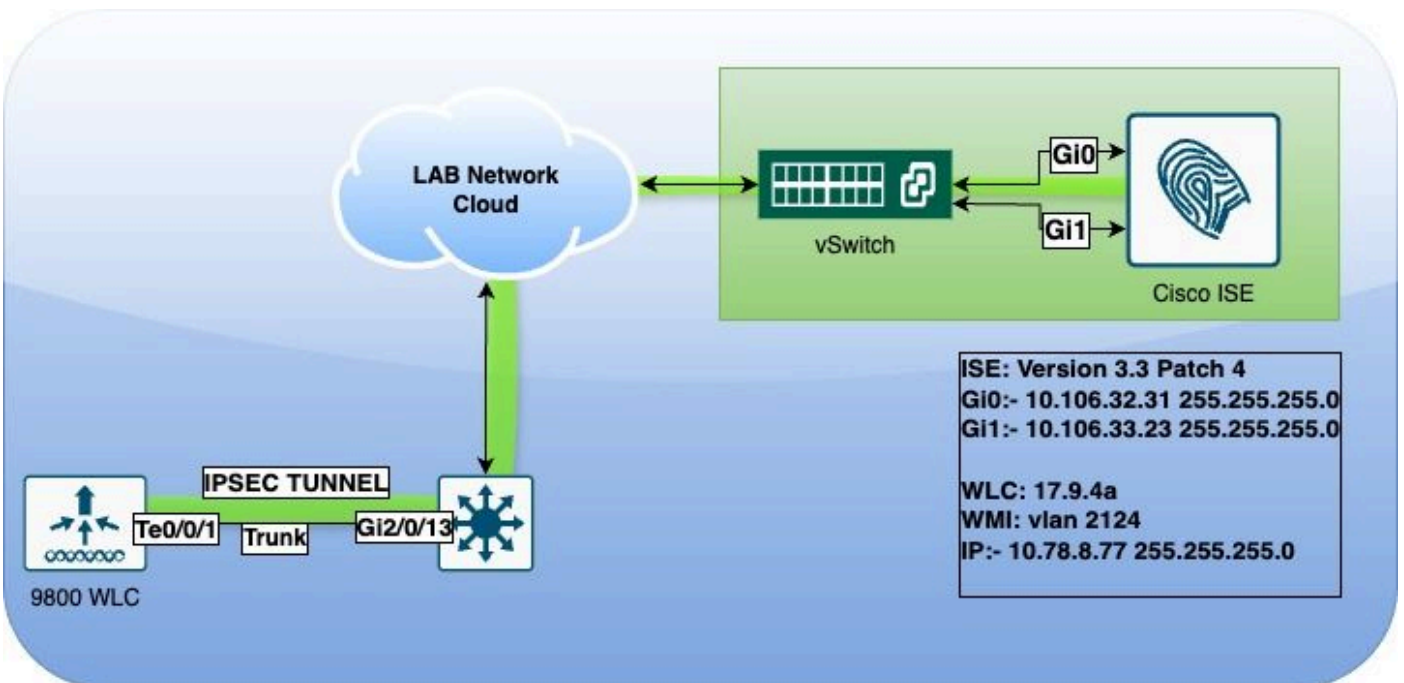 LAB Network
Cloud
Gi0
Gi1
vSwitch
Cisco ISE
ISE: Version 3.3 Patch 4
Gi0:- 10.106.32.31 255.255.255.0
Gi1:- 10.106.33.23 255.255.255.0
WLC: 17.9.4a
WMI: vlan 2124
IP:- 10.78.8.77 255.255.255.0
IPSEC TUNNEL
Te0/0/1
Trunk
Gi2/0/13
9800 WLC